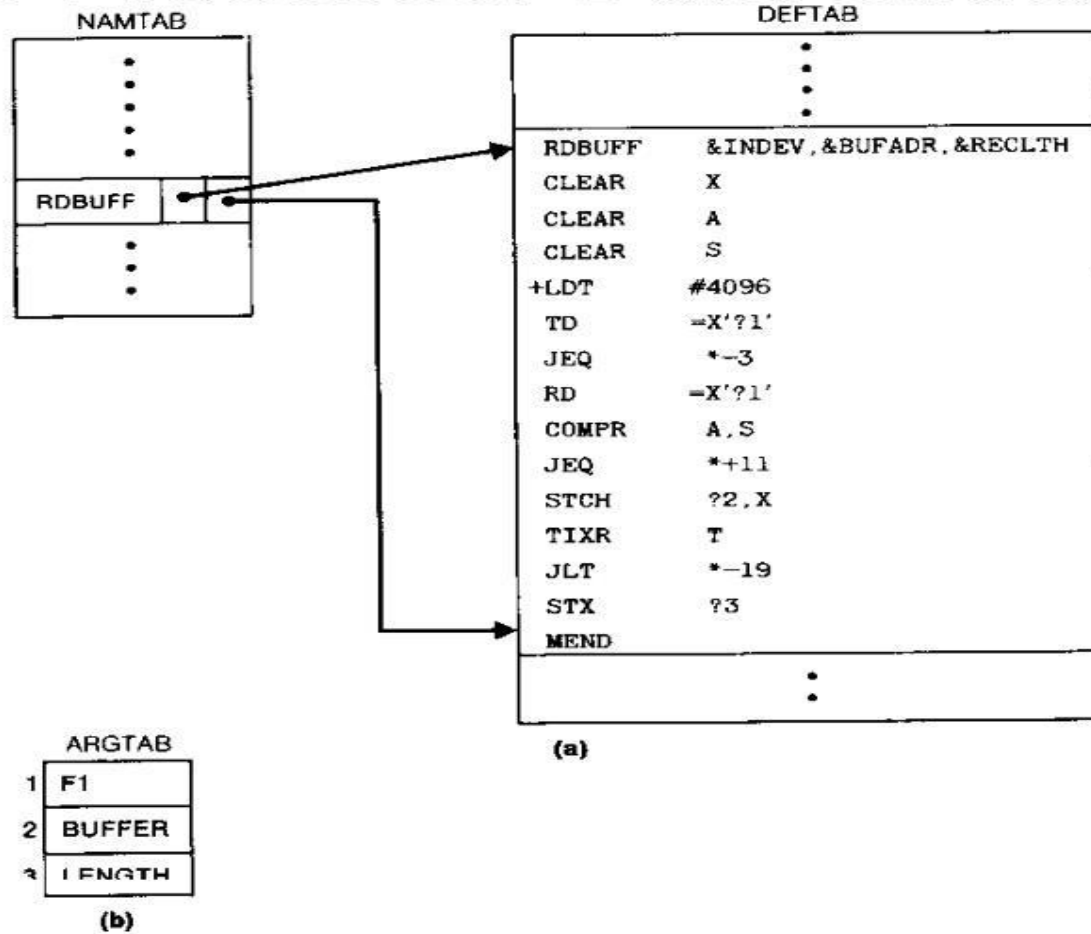 NAMTAB
DEFTAB
RDBUFF
RDBUFF &INDEV,&BUFADR,&RECLTH
CLEAR X
CLEAR A
CLEAR S
+LDT #4096
TD =X'?1'
JEQ *-3
RD =X'?1'
COMPR A,S
JEQ *+11
STCH ?2,X
TIXR T
JLT *-19
STX ?3
MEND
(a)
ARGTAB
1 F1
2 BUFFER
3 LENGTH
(b)